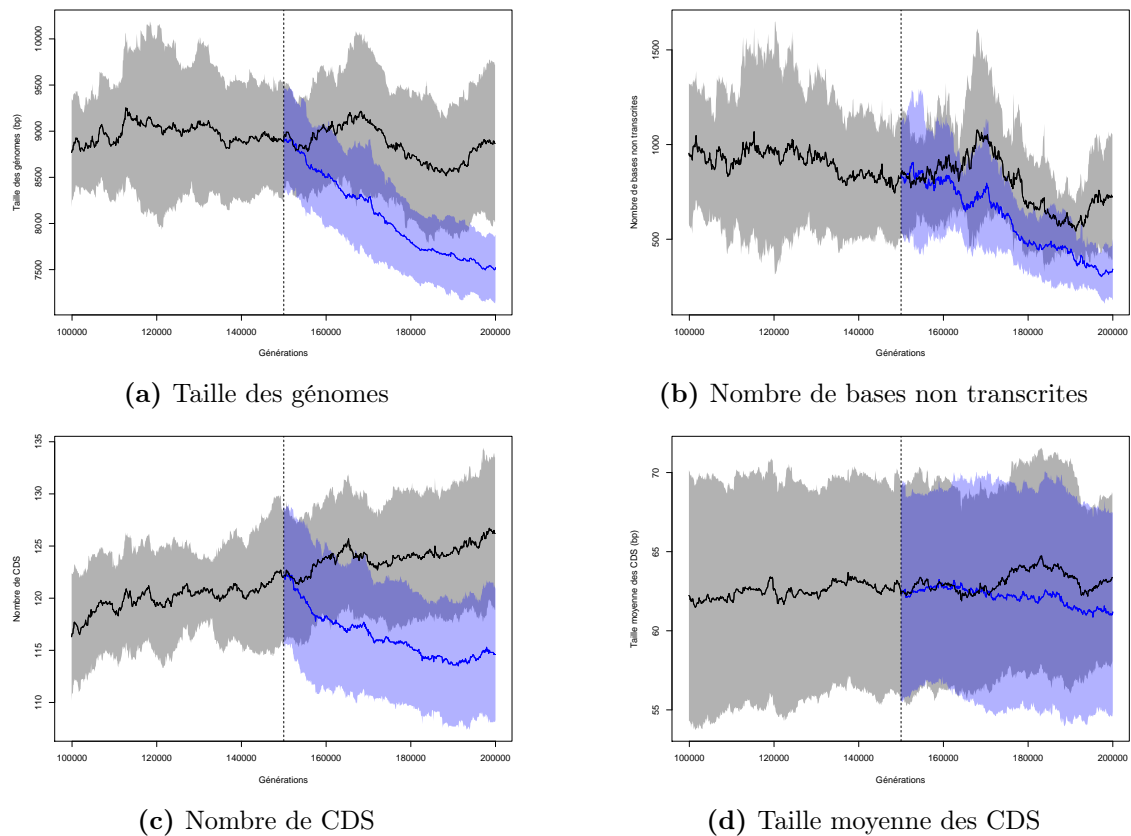 10000
9500
9000
8500
8000
7500
Taille des génomes (bp)
100000 120000 140000 160000 180000 200000
Générations
(a) Taille des génomes
1500
1000
500
Nombre de bases non transcrites
100000 120000 140000 160000 180000 200000
Générations
(b) Nombre de bases non transcrites
135
130
125
120
115
110
Nombre de CDS
100000 120000 140000 160000 180000 200000
Générations
(c) Nombre de CDS
70
65
60
55
Taille moyenne des CDS (bp)
100000 120000 140000 160000 180000 200000
Générations
(d) Taille moyenne des CDS